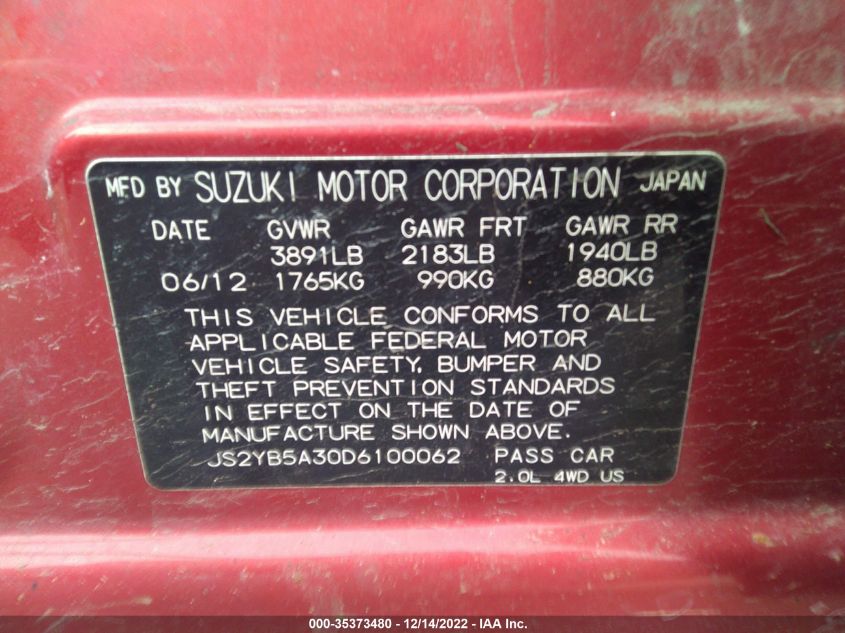 MFD BY SUZUKI MOTOR CORPORATION JAPAN
DATE GVWR GAWR FRT GAWR RR
3891LB 2183LB 1940LB
06/12 1765KG 990KG 880KG
THIS VEHICLE CONFORMS TO ALL
APPLICABLE FEDERAL MOTOR
VEHICLE SAFETY, BUMPER AND
THEFT PREVENTION STANDARDS
IN EFFECT ON THE DATE OF
MANUFACTURE SHOWN ABOVE.
JS2YB5A30D6100062 PASS CAR
2.0L 4WD US
000-35373480 - 12/14/2022 - IAA Inc.